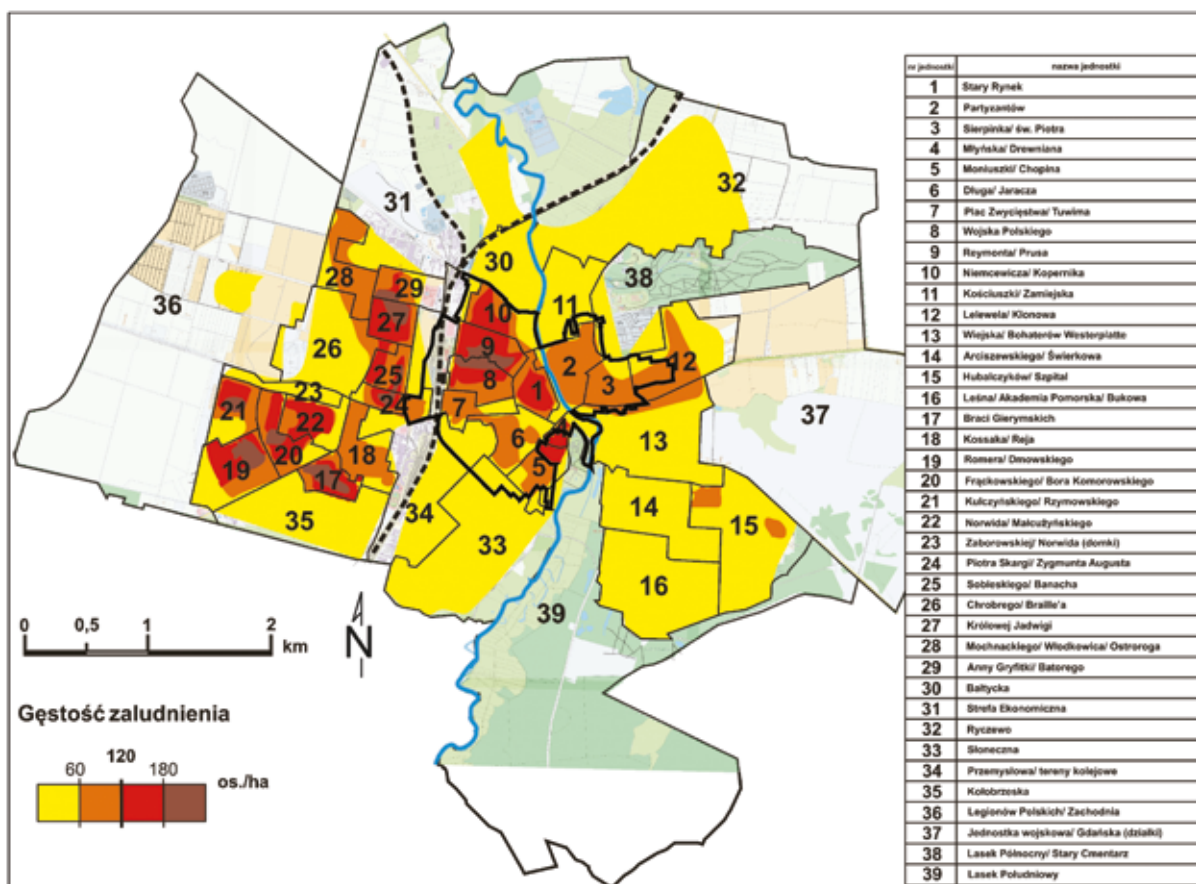 nr jednostki nazwa jednostki
1 Stary Rynek
2 Partyzantów
3 Sierpinka/ św. Piotra
4 Młyńska/ Drewniana
5 Moniuszki/ Chopina
6 Długa/ Jaracza
7 Plac Zwycięstwa/ Tuwima
8 Wojska Polskiego
9 Reymonta/ Prusa
10 Niemcewicza/ Kopernika
11 Kościuszki/ Zamiejska
12 Lelewela/ Klonowa
13 Wiejska/ Bohaterów Westerplatte
14 Arciszewskiego/ Świerkowa
15 Hubalczyków/ Szpital
16 Leśna/ Akademia Pomorska/ Bukowa
17 Braci Gierymskich
18 Kossaka/ Reja
19 Romera/ Dmowskiego
20 Frąckowskiego/ Bora Komorowskiego
21 Kulczyńskiego/ Rzymowskiego
22 Norwida/ Małcużyńskiego
23 Zaborowskiej/ Norwida (domki)
24 Piotra Skargi/ Zygmunta Augusta
25 Sobieskiego/ Banacha
26 Chrobrego/ Braille'a
27 Królowej Jadwigi
28 Mochnackiego/ Włodkowica/ Ostroroga
29 Anny Gryfitki/ Batorego
30 Bałtycka
31 Strefa Ekonomiczna
32 Ryczewo
33 Słoneczna
34 Przemysłowa/ tereny kolejowe
35 Kołobrzeska
36 Legionów Polskich/ Zachodnia
37 Jednostka wojskowa/ Gdańska (działki)
38 Lasek Północny/ Stary Cmentarz
39 Lasek Południowy
32
31
30
38
28
29
36
11
10
27
26
9
2
12
25
8
3
1
23
24
7
37
21
22
6
13
20
18
5
19
17
14
34
15
35
33
16
39
0 0,5 1 2
km
N
Gęstość zaludnienia
60 120 180
os./ha